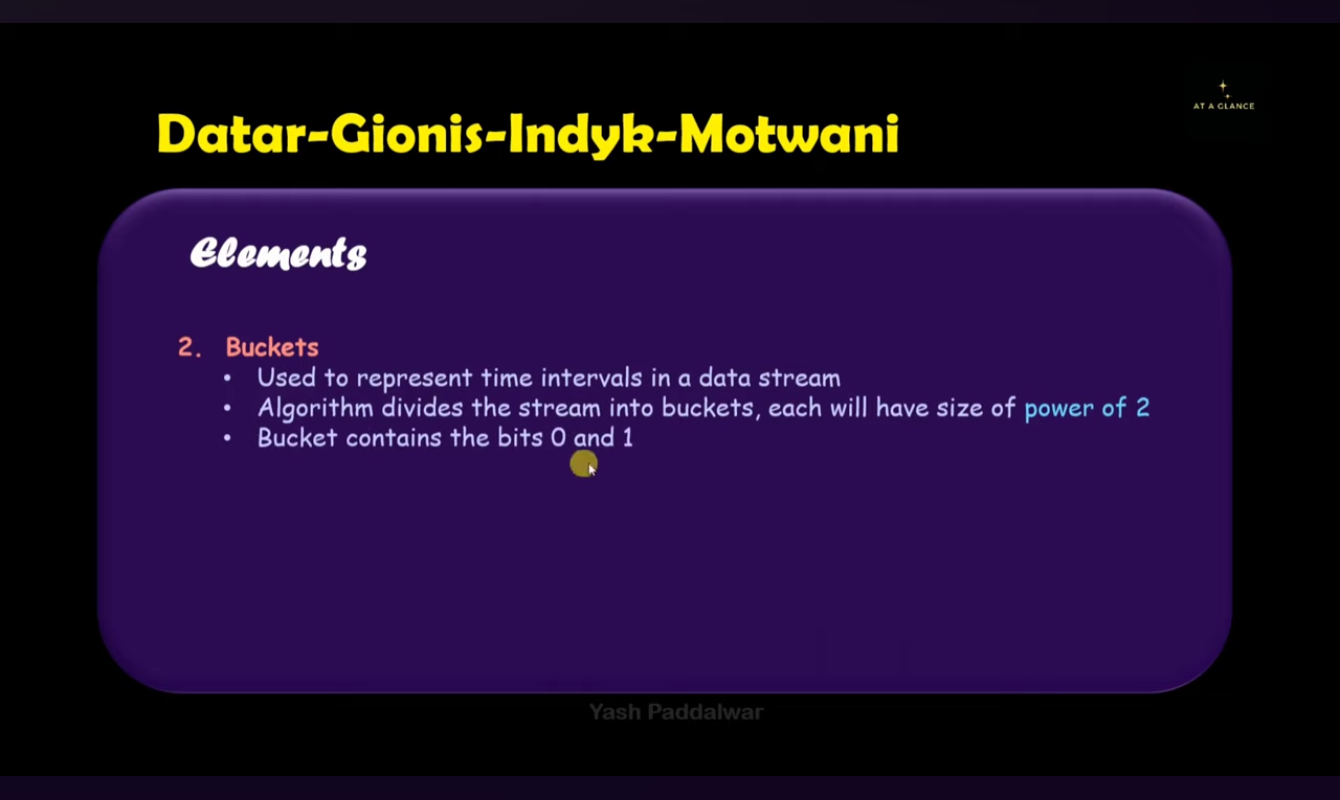 AT A GLANCE
Datar-Gionis-Indyk-Motwani
Elements
2. Buckets
• Used to represent time intervals in a data stream
• Algorithm divides the stream into buckets, each will have size of power of 2
• Bucket contains the bits 0 and 1
Yash Paddalwar